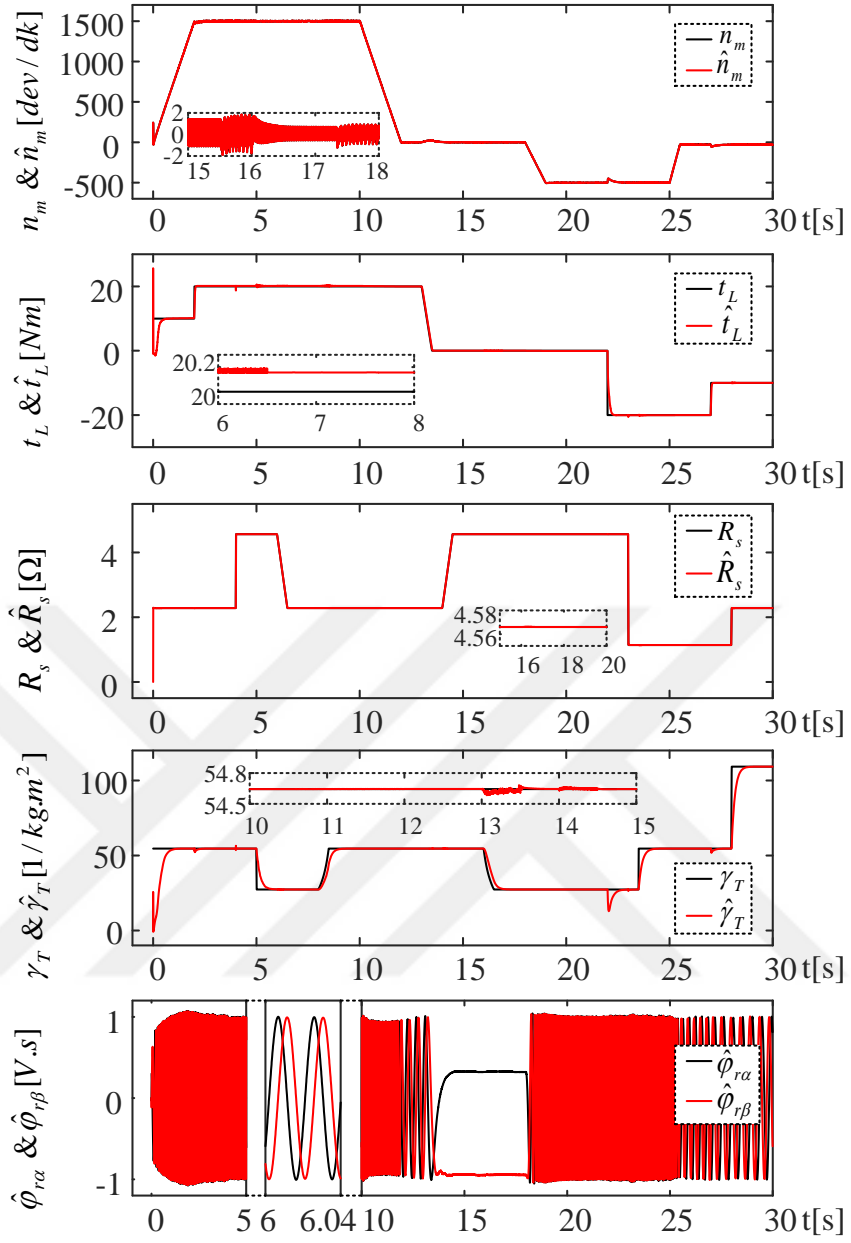 n_m & n̂_m [dev / dk]
1500
1000
500
0
-500
n_m
n̂_m
2
0
-2
15 16 17 18
0 5 10 15 20 25 30 t[s]
t_L & t̂_L [Nm]
20
0
-20
t_L
t̂_L
20.2
20
6 7 8
0 5 10 15 20 25 30 t[s]
R_s & R̂_s [Ω]
4
2
0
R_s
R̂_s
4.58
4.56
16 18 20
0 5 10 15 20 25 30 t[s]
γ_T & γ̂_T [1 / kg.m²]
100
50
0
54.8
54.5
10 11 12 13 14 15
γ_T
γ̂_T
0 5 10 15 20 25 30 t[s]
φ̂_rα & φ̂_rβ [V.s]
1
0
-1
φ̂_rα
φ̂_rβ
0 5 6 6.04 10 15 20 25 30 t[s]